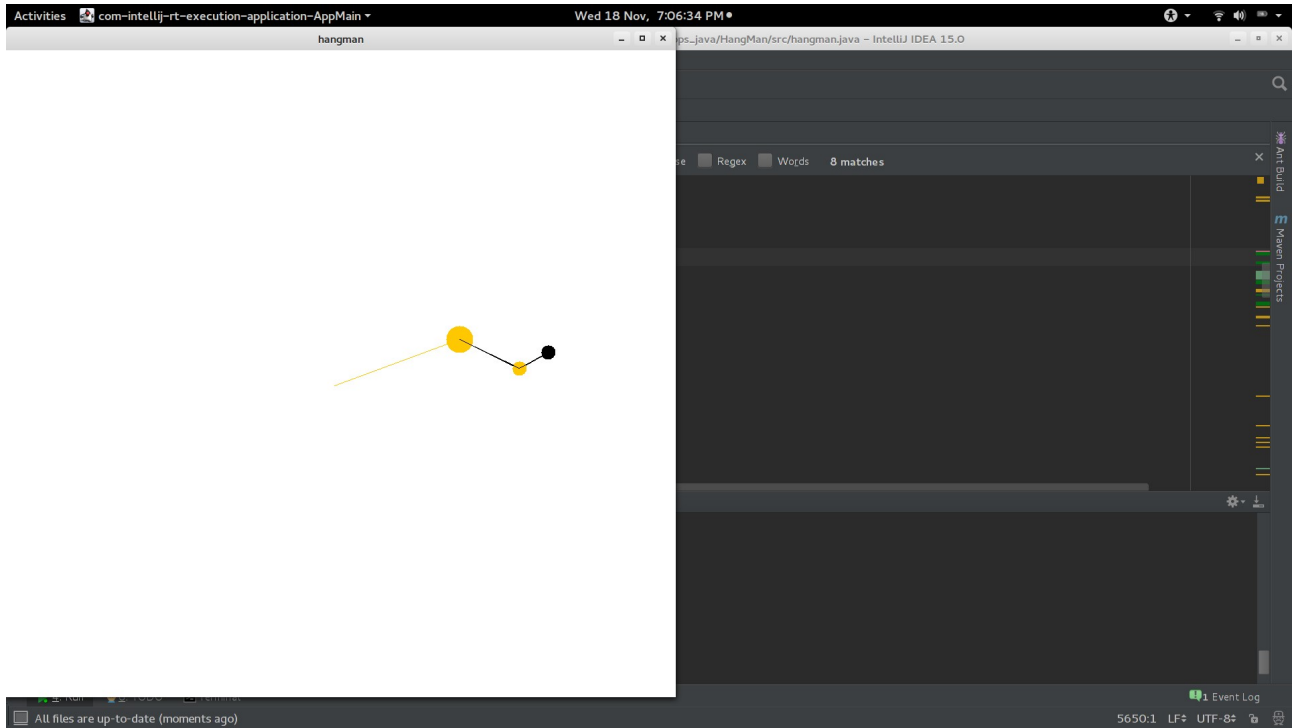 Activities com-intellij-rt-execution-application-AppMain Wed 18 Nov, 7:06:34 PM
hangman ps_java/HangMan/src/hangman.java - IntelliJ IDEA 15.0
Regex Words 8 matches
Ant Build
m Maven Projects
1 Event Log
All files are up-to-date (moments ago) 5650:1 LF UTF-8